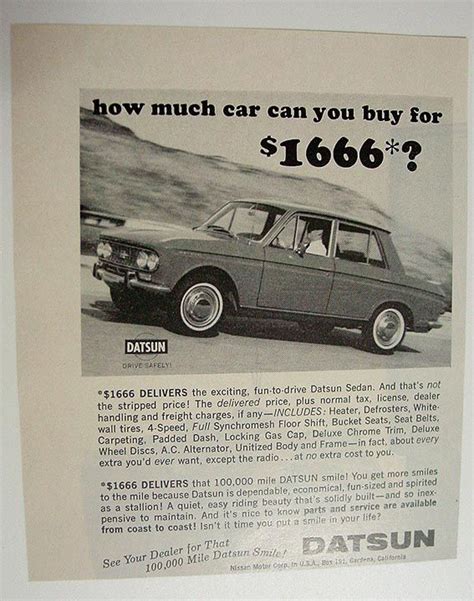 how much car can you buy for
$1666*?
DATSUN
DRIVE SAFELY!
*$1666 DELIVERS the exciting, fun-to-drive Datsun Sedan. And that's not
the stripped price! The delivered price, plus normal tax, license, dealer
handling and freight charges, if any—INCLUDES: Heater, Defrosters, White-
wall tires, 4-Speed, Full Synchromesh Floor Shift, Bucket Seats, Seat Belts,
Carpeting, Padded Dash, Locking Gas Cap, Deluxe Chrome Trim, Deluxe
Wheel Discs, A.C. Alternator, Unitized Body and Frame—in fact, about every
extra you'd ever want, except the radio...at no extra cost to you.
*$1666 DELIVERS that 100,000 mile DATSUN smile! You get more smiles
to the mile because Datsun is dependable, economical, fun-sized and spirited
as a stallion! A quiet, easy riding beauty that's solidly built—and so inex-
pensive to maintain. And it's nice to know parts and service are available
from coast to coast! Isn't it time you put a smile in your life?
See Your Dealer for That
100,000 Mile Datsun Smile!
DATSUN
Nissan Motor Corp. in U.S.A., Box 191, Gardena, California